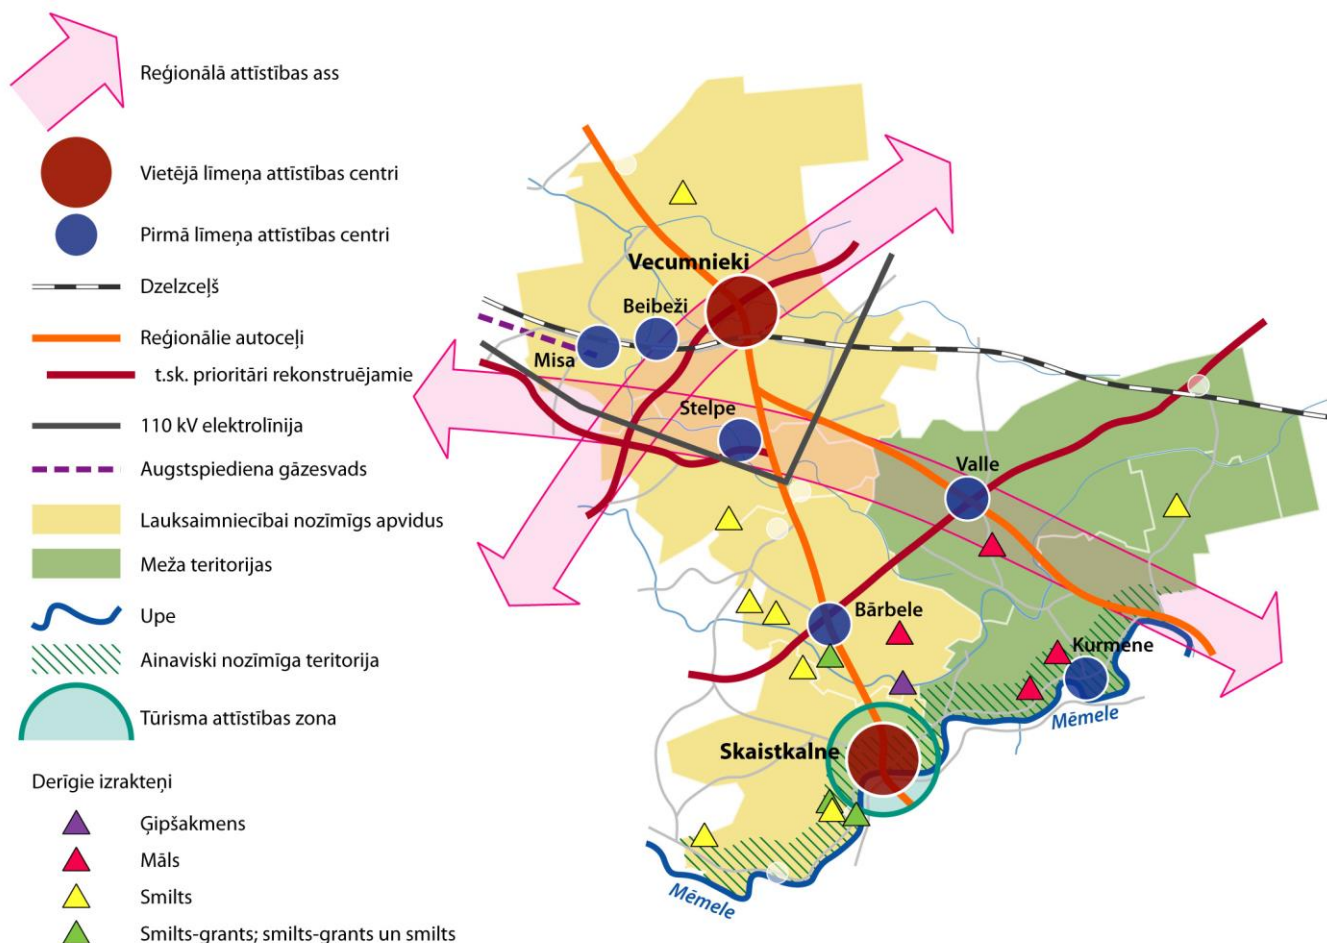 Reģionālā attīstības ass
Vietējā līmeņa attīstības centri
Pirmā līmeņa attīstības centri
Dzelzceļš
Reģionālie autoceļi
t.sk. prioritāri rekonstruējamie
110 kV elektrolīnija
Augstspiediena gāzesvads
Lauksaimniecībai nozīmīgs apvidus
Meža teritorijas
Upe
Ainaviski nozīmīga teritorija
Tūrisma attīstības zona
Derīgie izrakteņi
Ģipšakmens
Māls
Smilts
Smilts-grants; smilts-grants un smilts
Vecumnieki
Beibeži
Misa
Stelpe
Valle
Bārbele
Kurmene
Mēmele
Skaistkalne
Mēmele